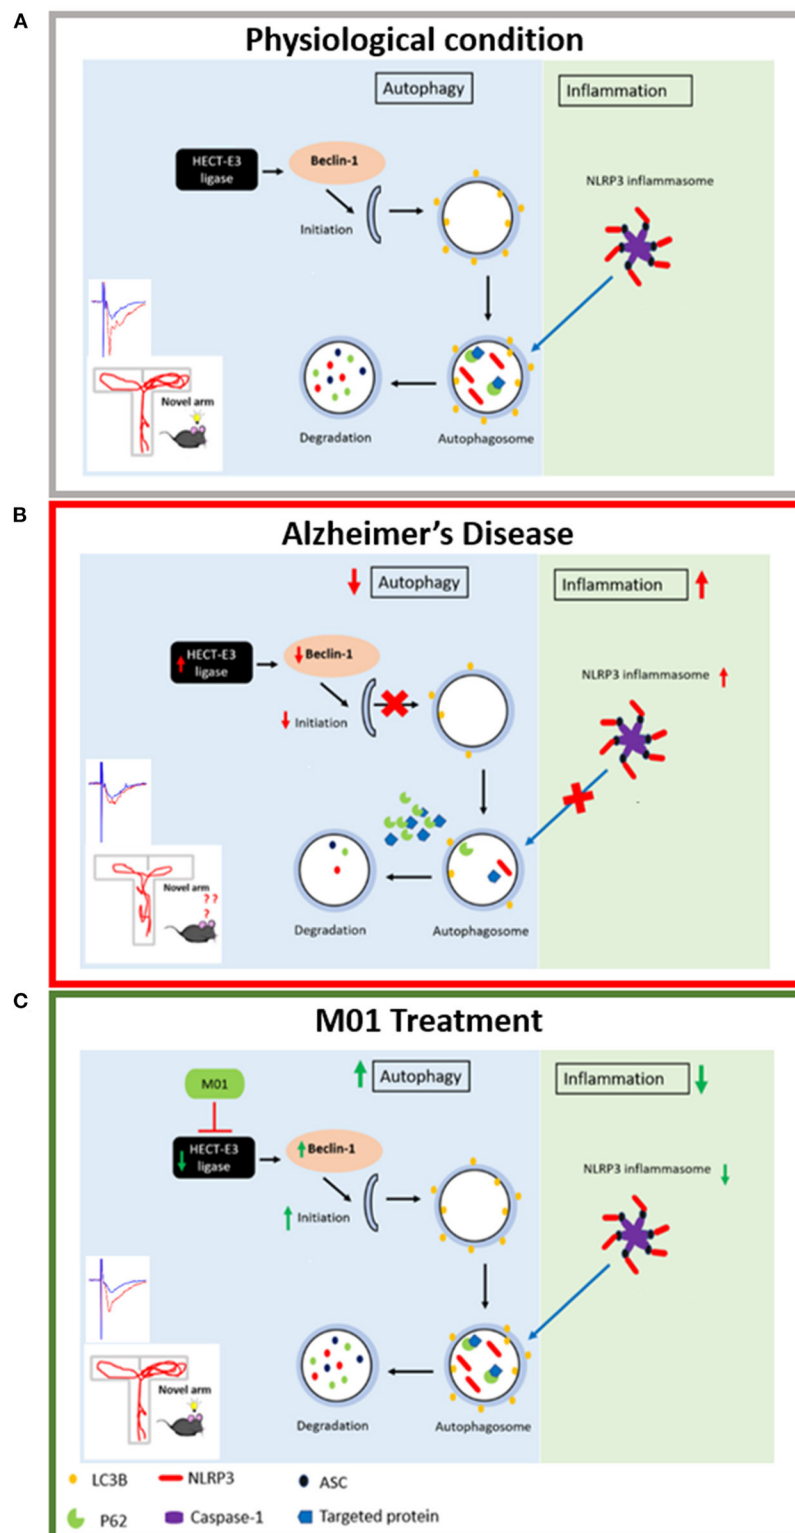 A
Physiological condition
Autophagy
Inflammation
HECT-E3
ligase
Beclin-1
NLRP3 inflammasome
Initiation
Novel arm
Degradation
Autophagosome
B
Alzheimer's Disease
Autophagy
Inflammation
HECT-E3
ligase
Beclin-1
NLRP3 inflammasome
Initiation
Novel arm
? ?
?
Degradation
Autophagosome
C
M01 Treatment
Autophagy
Inflammation
M01
HECT-E3
ligase
Beclin-1
NLRP3 inflammasome
Initiation
Novel arm
Degradation
Autophagosome
LC3B
NLRP3
ASC
P62
Caspase-1
Targeted protein